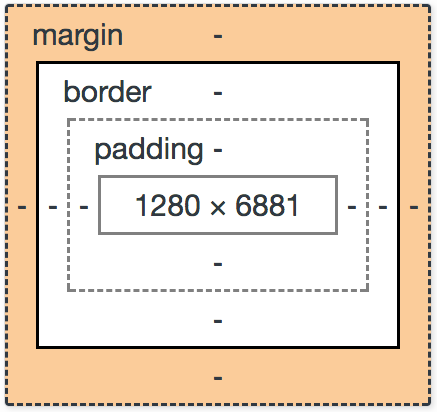 margin -
border -
padding -
- - - 1280 × 6881 - - -
-
-
-